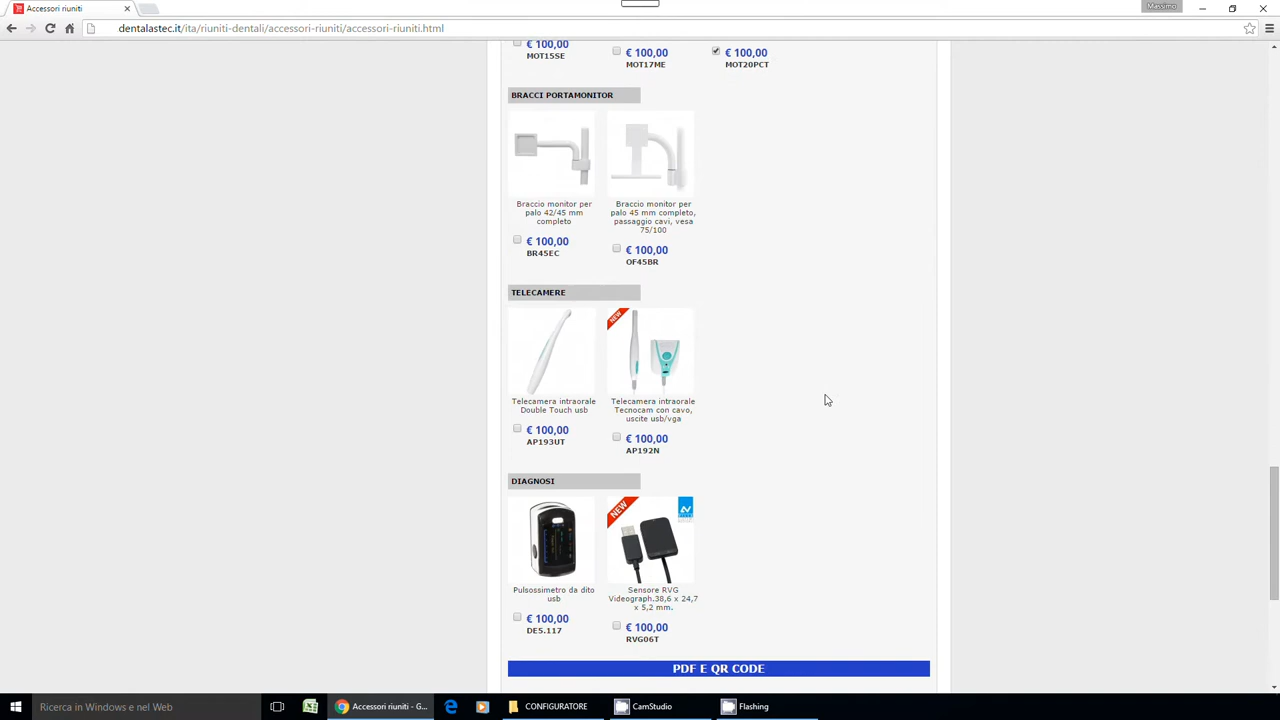 Accessori riuniti
Massimo
dentalastec.it/ita/riuniti-dentali/accessori-riuniti/accessori-riuniti.html
€ 100,00
MOT15SE
€ 100,00
MOT17ME
€ 100,00
MOT20PCT
BRACCI PORTAMONITOR
Braccio monitor per
palo 42/45 mm
completo
€ 100,00
BR45EC
Braccio monitor per
palo 45 mm completo,
passaggio cavi, vesa
75/100
€ 100,00
OF45BR
TELECAMERE
Telecamera intraorale
Double Touch usb
€ 100,00
AP193UT
NEW
Telecamera intraorale
Tecnocam con cavo,
uscite usb/vga
€ 100,00
AP192N
DIAGNOSI
Pulsossimetro da dito
usb
€ 100,00
DES.117
NEW
Sensore RVG
Videograph.38,6 x 24,7
x 5,2 mm.
€ 100,00
RVG06T
PDF E QR CODE
Ricerca in Windows e nel Web
Accessori riuniti - G...
CONFIGURATORE
CamStudio
Flashing